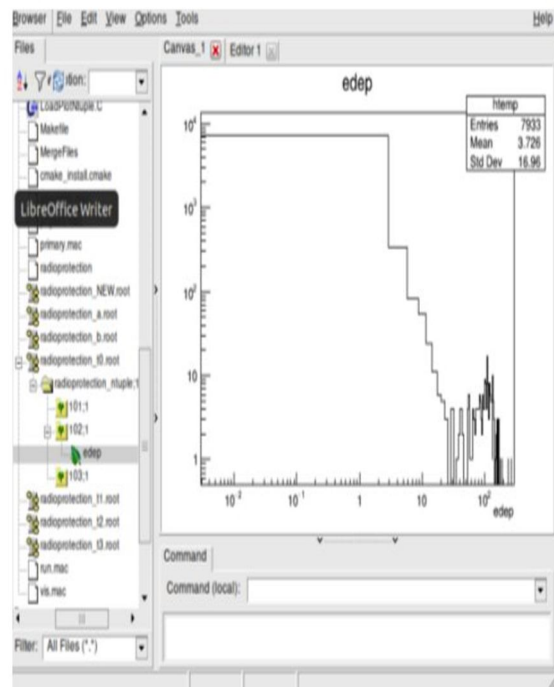 Browser File Edit View Options Tools Help
Files
Canvas_1 Editor 1
LoadPlotNtuple.C
Makefile
MergeFiles
cmake_install.cmake
LibreOffice Writer
primary.mac
radioprotection
radioprotection_NEW.root
radioprotection_a.root
radioprotection_b.root
radioprotection_t0.root
radioprotection_ntuple;1
101;1
102;1
edep
103;1
radioprotection_t1.root
radioprotection_t2.root
radioprotection_t3.root
run.mac
vis.mac
Filter: All Files (*.*)
edep
htemp
Entries 7933
Mean 3.726
Std Dev 16.96
10⁴
10³
10²
10
1
10⁻² 10⁻¹ 1 10 10²
edep
Command
Command (local):